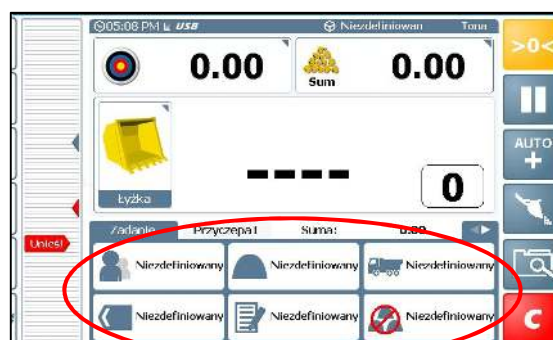 05:08 PM USB Niezdefiniowan Tona
>0<
0.00 Sum 0.00
AUTO
+
Łyżka ---- 0
Zadanie Przyczepa1 Suma: 0.00
Unieś!
Niezdefiniowany Niezdefiniowany Niezdefiniowany
Niezdefiniowany Niezdefiniowany Niezdefiniowany
C